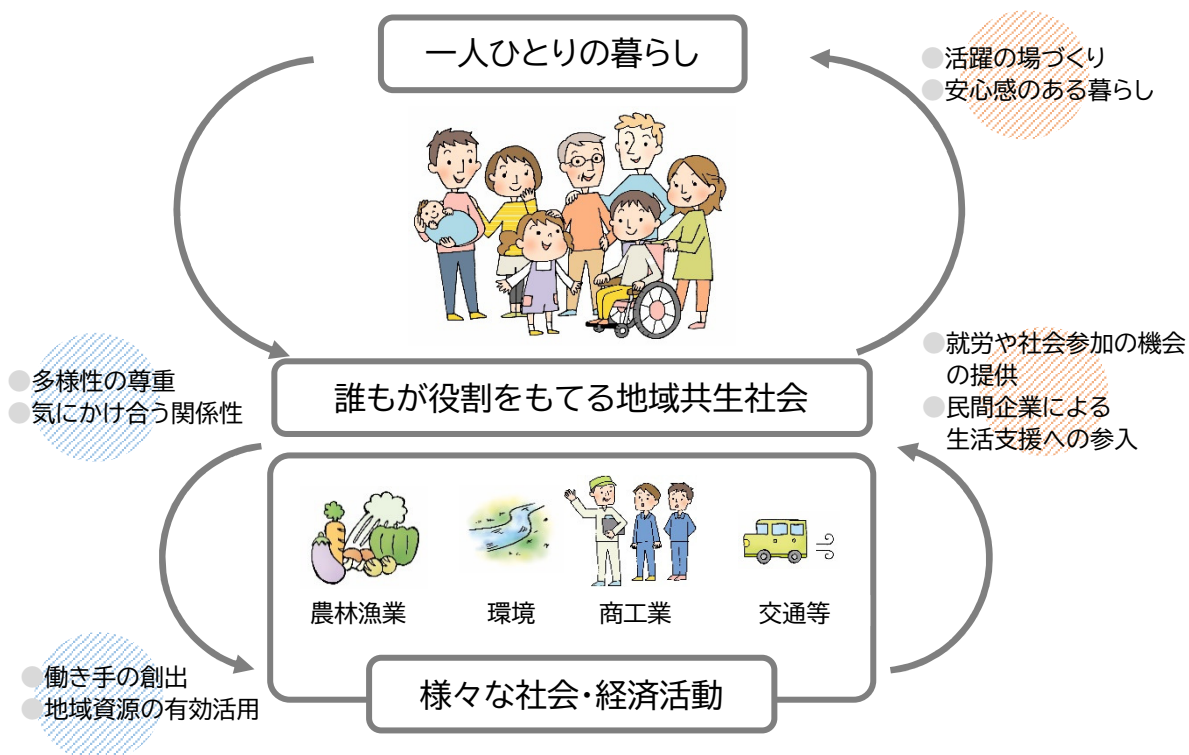 一人ひとりの暮らし
●活躍の場づくり
●安心感のある暮らし
●多様性の尊重
●気にかけ合う関係性
誰もが役割をもてる地域共生社会
●就労や社会参加の機会
の提供
●民間企業による
生活支援への参入
農林漁業
環境
商工業
交通等
●働き手の創出
●地域資源の有効活用
様々な社会・経済活動